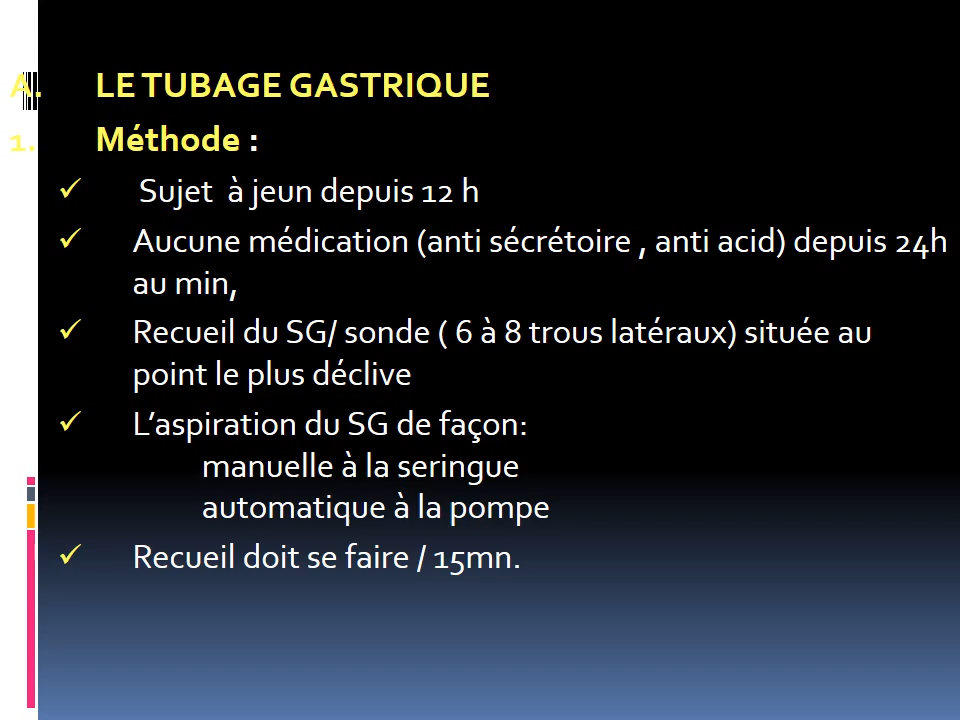 A. LE TUBAGE GASTRIQUE
1. Méthode :
✓ Sujet à jeun depuis 12 h
✓ Aucune médication (anti sécrétoire , anti acid) depuis 24h
au min,
✓ Recueil du SG/ sonde ( 6 à 8 trous latéraux) située au
point le plus déclive
✓ L’aspiration du SG de façon:
manuelle à la seringue
automatique à la pompe
✓ Recueil doit se faire / 15mn.